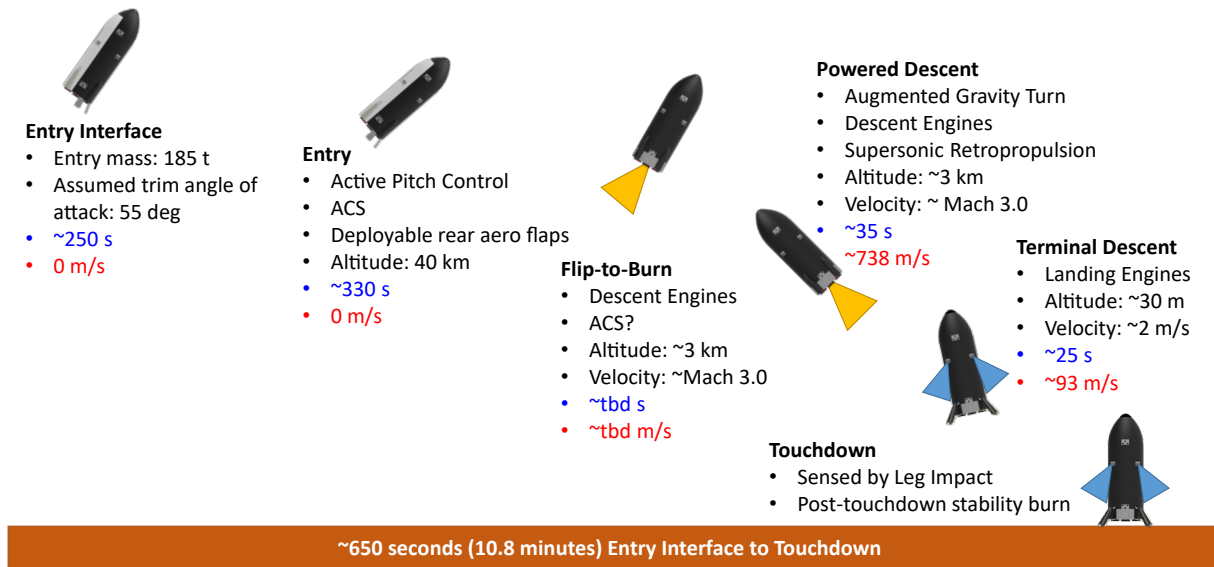 Entry Interface
• Entry mass: 185 t
• Assumed trim angle of
attack: 55 deg
• ~250 s
• 0 m/s
Entry
• Active Pitch Control
• ACS
• Deployable rear aero flaps
• Altitude: 40 km
• ~330 s
• 0 m/s
Flip-to-Burn
• Descent Engines
• ACS?
• Altitude: ~3 km
• Velocity: ~Mach 3.0
• ~tbd s
• ~tbd m/s
Powered Descent
• Augmented Gravity Turn
• Descent Engines
• Supersonic Retropropulsion
• Altitude: ~3 km
• Velocity: ~ Mach 3.0
• ~35 s
~738 m/s
Terminal Descent
• Landing Engines
• Altitude: ~30 m
• Velocity: ~2 m/s
• ~25 s
• ~93 m/s
Touchdown
• Sensed by Leg Impact
• Post-touchdown stability burn
~650 seconds (10.8 minutes) Entry Interface to Touchdown